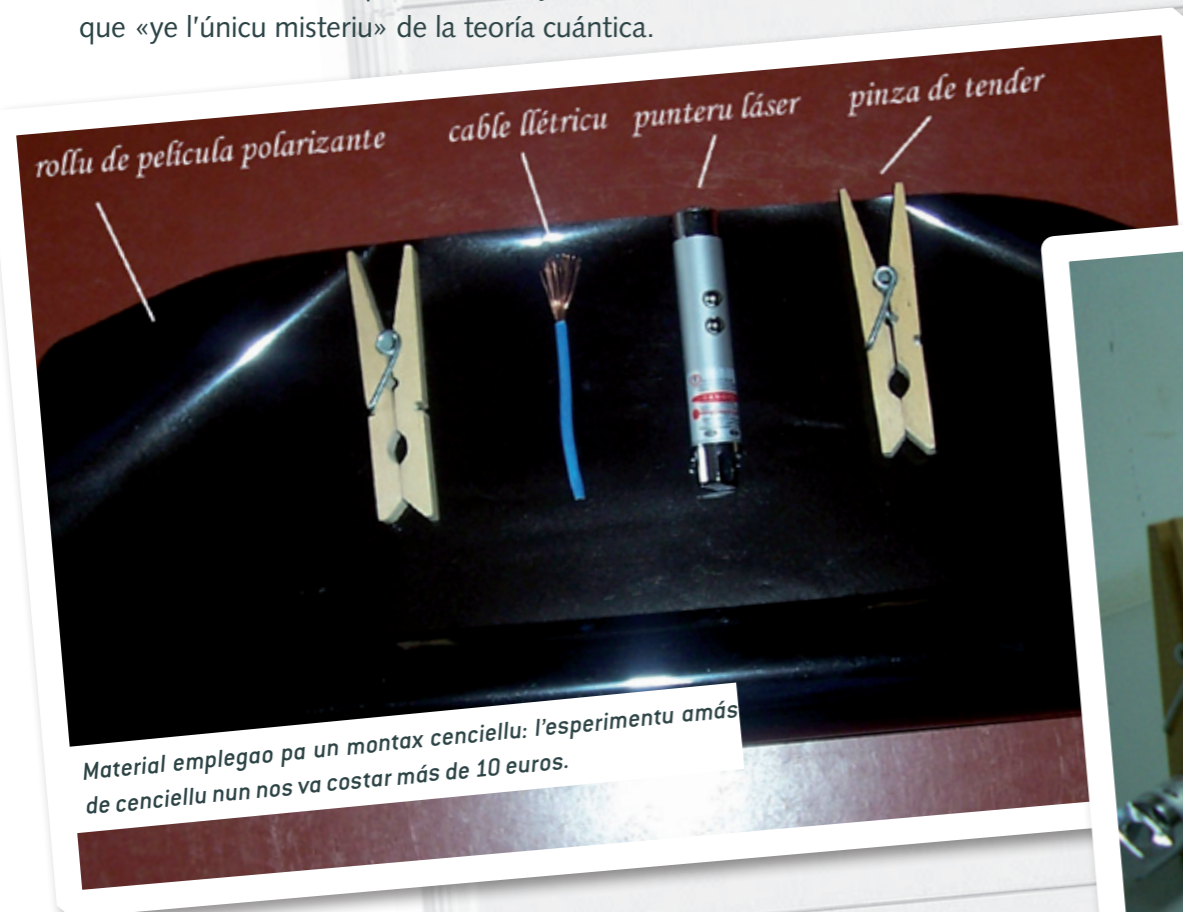 que «ye l'únicu misteriu» de la teoría cuántica.
rollu de película polarizante
cable llétricu
punteru láser
pinza de tender
Material emplegao pa un montax cenciellu: l'esperimentu amás
de cenciellu nun nos va costar más de 10 euros.